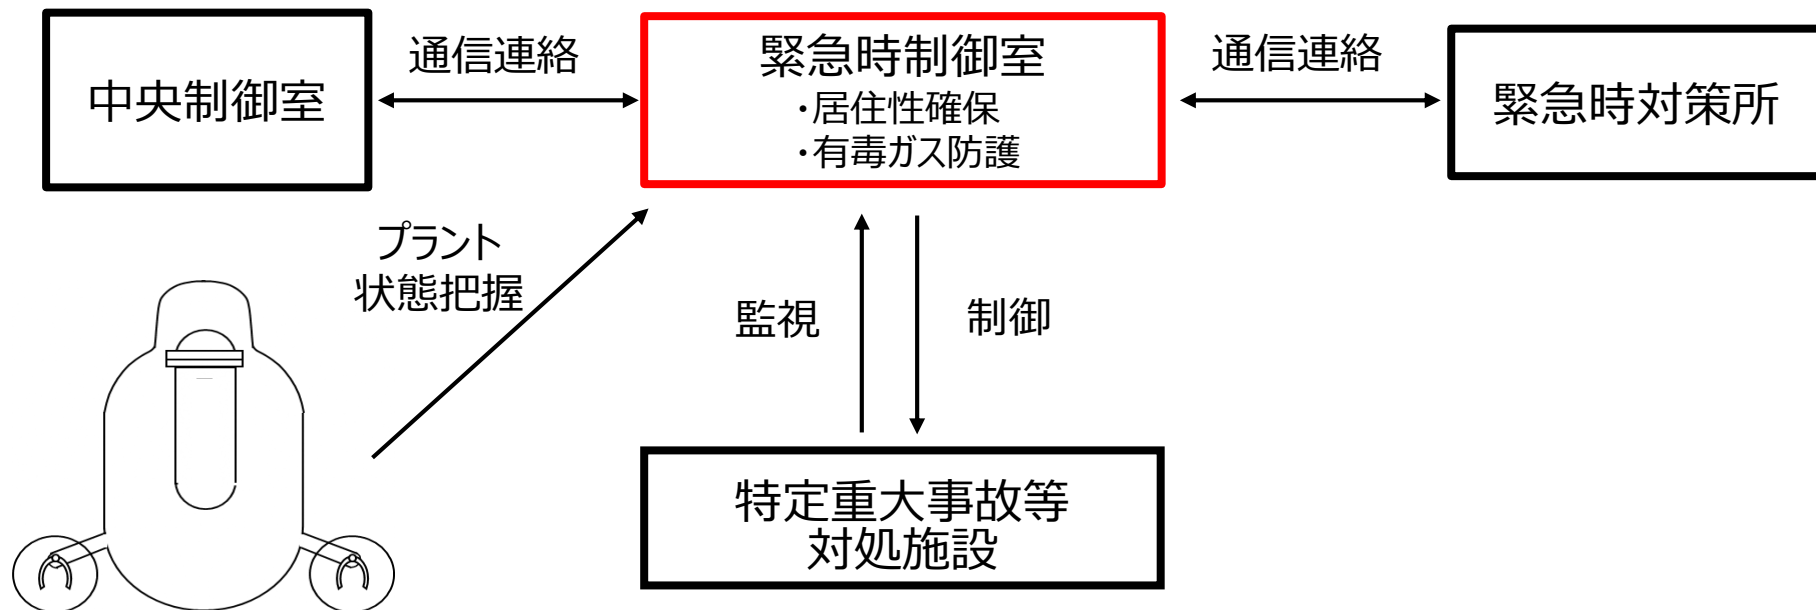 中央制御室
通信連絡
緊急時制御室
・居住性確保
・有毒ガス防護
通信連絡
緊急時対策所
プラント
状態把握
監視
制御
特定重大事故等
対処施設